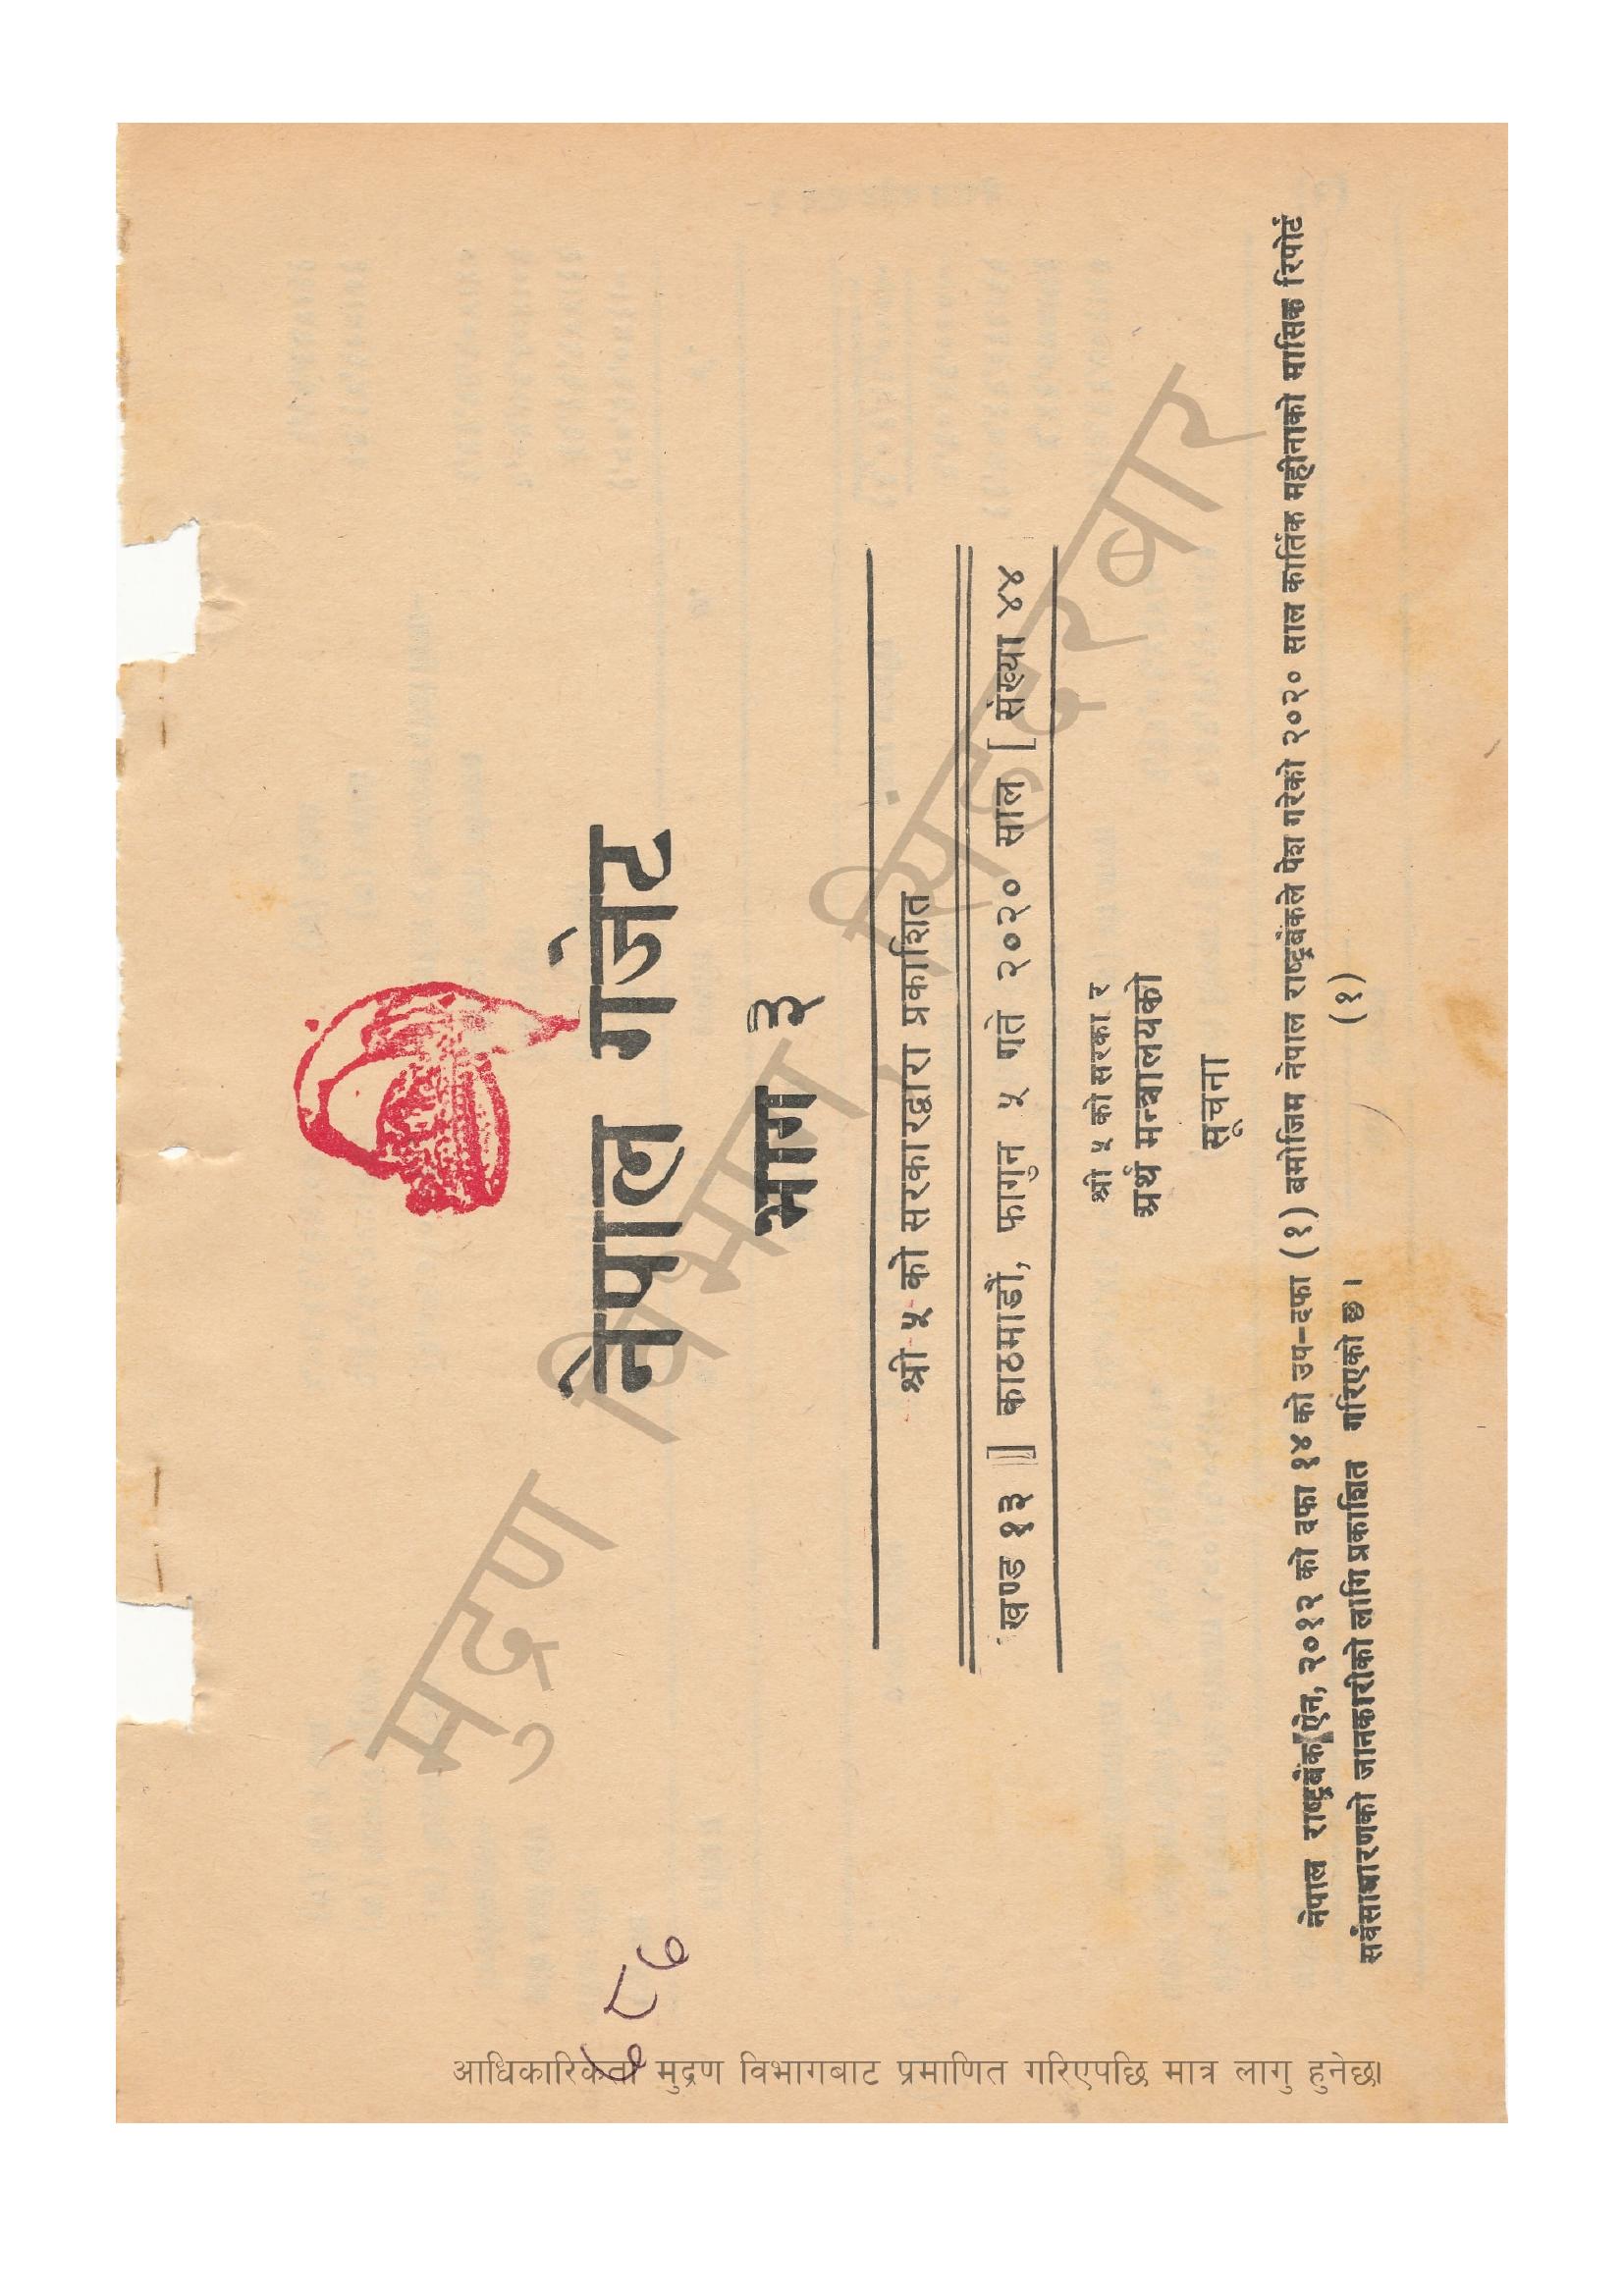 नेपाल गजेट
भाग ३
श्री ५ को सरकारद्वारा प्रकाशित
खण्ड १३ ] काठमाडौं, फागुन ५ गते २०२० साल [ संख्या ४५
श्री ५ को सरकार
अर्थ मन्त्रालयको
सूचना
नेपाल राष्ट्रबैंक ऐन, २०१२ को दफा १४ को उप-दफा (१) बमोजिम नेपाल राष्ट्रबैंकले पेश गरेको २०२० साल कार्तिक महीनाको मासिक रिपोर्ट
सर्वसाधारणको जानकारीको लागि प्रकाशित गरिएको छ ।
(१)
मुद्रण विभाग, सिंहदरवार
आधिकारिकता मुद्रण विभागबाट प्रमाणित गरिएपछि मात्र लागु हुनेछ।